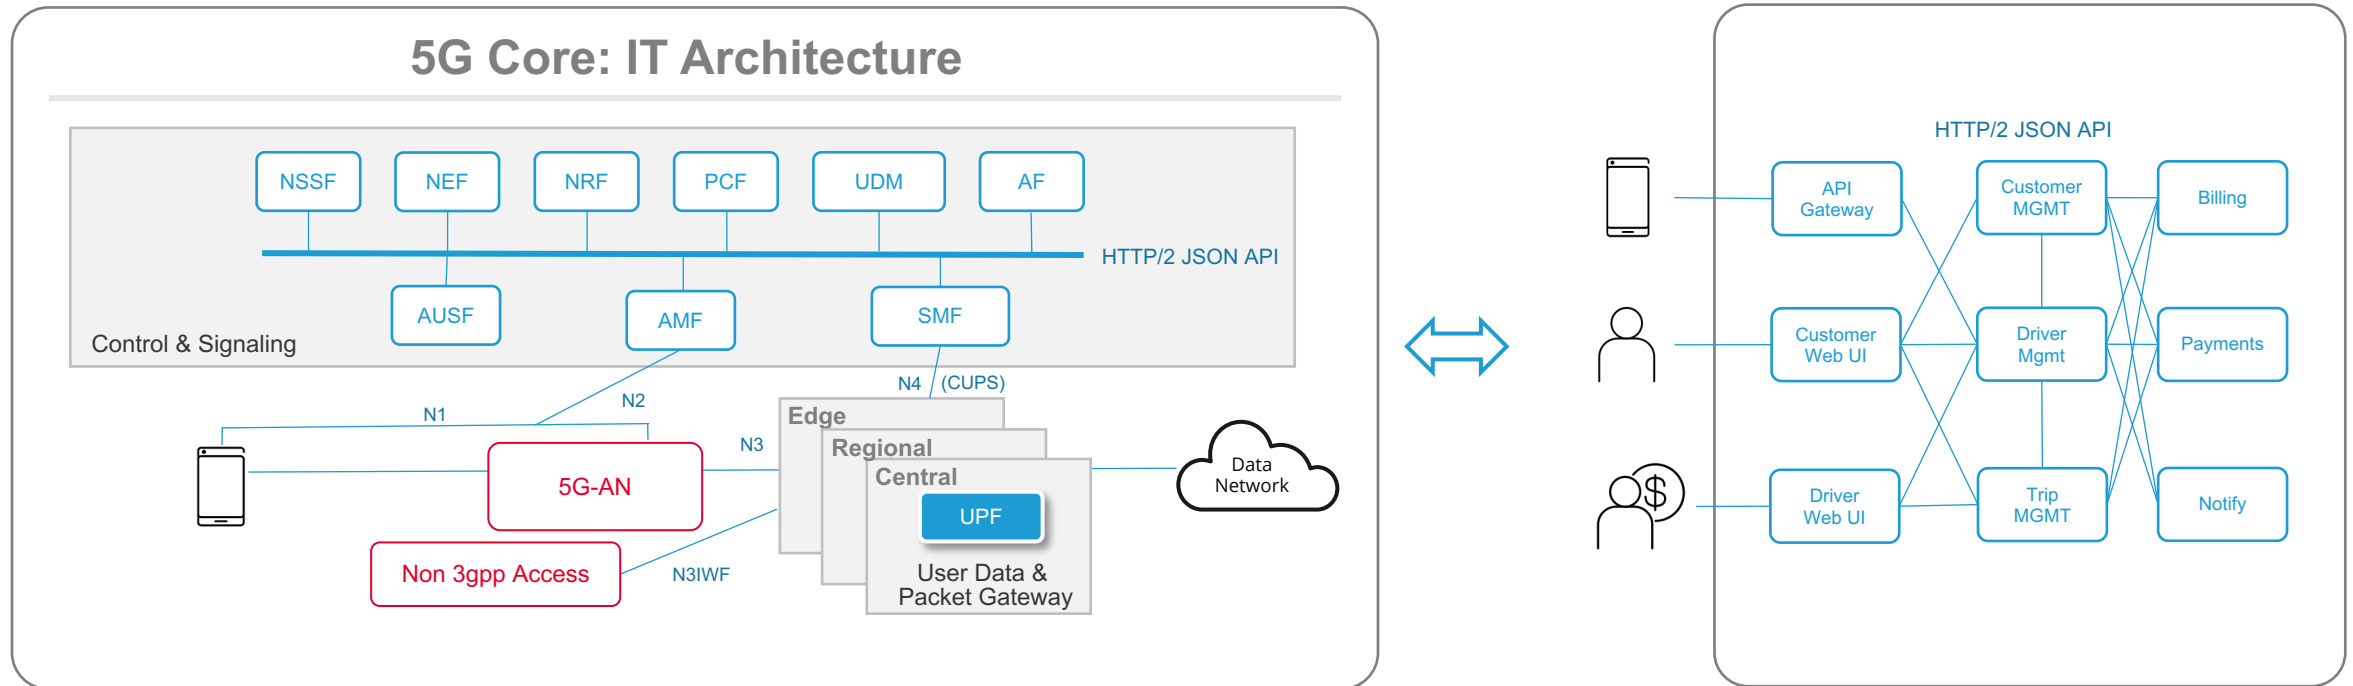 5G Core: IT Architecture
NSSF
NEF
NRF
PCF
UDM
AF
HTTP/2 JSON API
AUSF
AMF
SMF
Control & Signaling
N4 (CUPS)
N2
N1
N3
Edge
Regional
Central
5G-AN
UPF
Data
Network
Non 3gpp Access
N3IWF
User Data &
Packet Gateway
HTTP/2 JSON API
API
Gateway
Customer
MGMT
Billing
Customer
Web UI
Driver
Mgmt
Payments
Driver
Web UI
Trip
MGMT
Notify
$